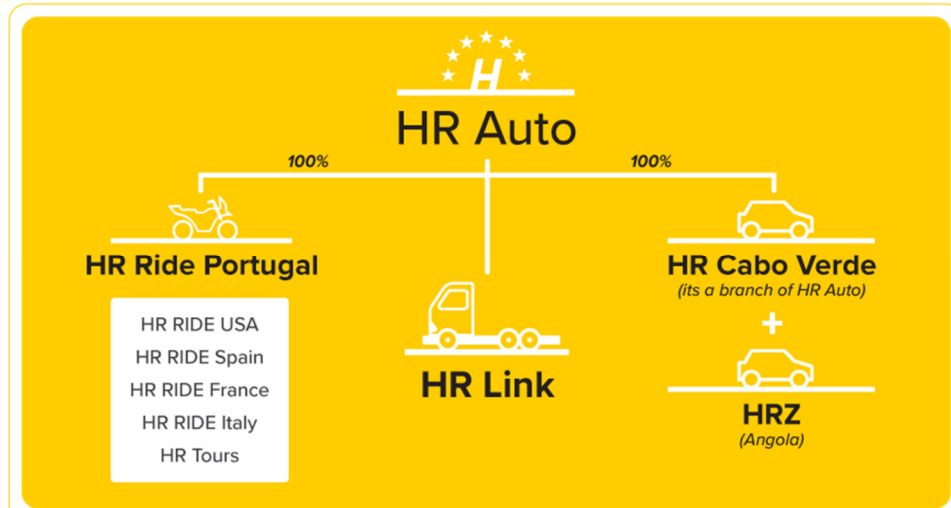 H
HR Auto
100%
100%
HR Ride Portugal
HR RIDE USA
HR RIDE Spain
HR RIDE France
HR RIDE Italy
HR Tours
HR Link
HR Cabo Verde
(its a branch of HR Auto)
+
HRZ
(Angola)